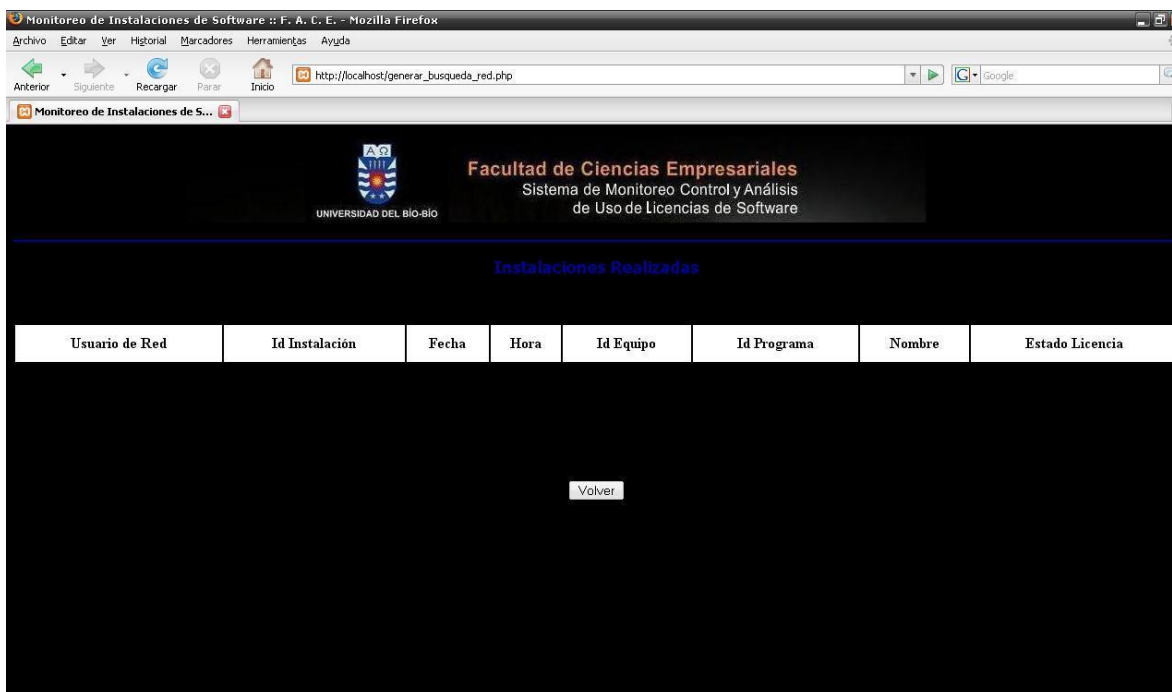 Monitoreo de Instalaciones de Software :: F. A. C. E. - Mozilla Firefox
Archivo Editar Ver Historial Marcadores Herramientas Ayuda
http://localhost/generar_busqueda_red.php
G Google
Anterior Siguiente Recargar Parar Inicio
Monitoreo de Instalaciones de S...
ΑΩ
UNIVERSIDAD DEL BÍO-BÍO
Facultad de Ciencias Empresariales
Sistema de Monitoreo Control y Análisis
de Uso de Licencias de Software
Instalaciones Realizadas
Usuario de Red Id Instalación Fecha Hora Id Equipo Id Programa Nombre Estado Licencia
Volver